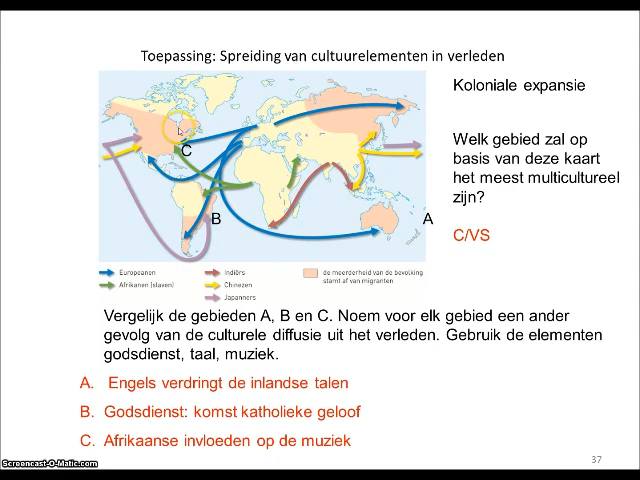 Toepassing: Spreiding van cultuurelementen in verleden
Koloniale expansie
Welk gebied zal op
basis van deze kaart
het meest multicultureel
zijn?
C/VS
C
B
A
Europeanen
Afrikanen (slaven)
Indiërs
Chinezen
Japanners
de meerderheid van de bevolking
stamt af van migranten
Vergelijk de gebieden A, B en C. Noem voor elk gebied een ander
gevolg van de culturele diffusie uit het verleden. Gebruik de elementen
godsdienst, taal, muziek.
A. Engels verdringt de inlandse talen
B. Godsdienst: komst katholieke geloof
C. Afrikaanse invloeden op de muziek
37
Screencast-O-Matic.com